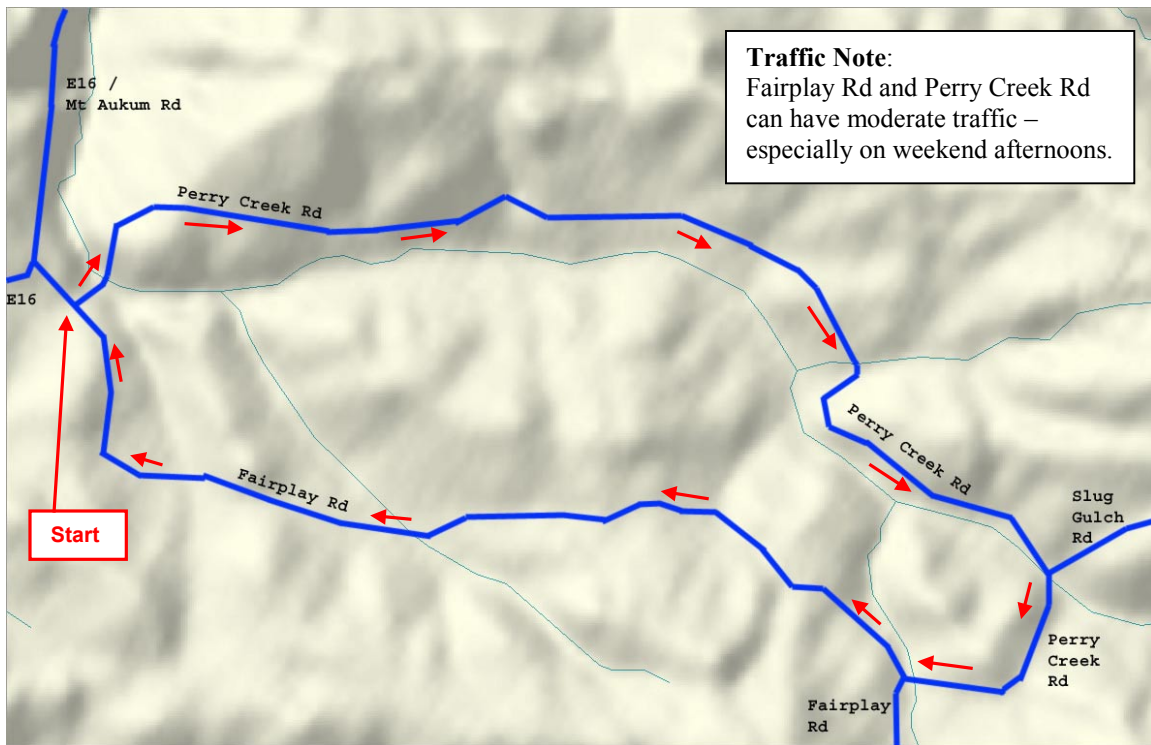 E16 /
Mt Aukum Rd
Traffic Note:
Fairplay Rd and Perry Creek Rd
can have moderate traffic –
especially on weekend afternoons.
Perry Creek Rd
E16
Perry Creek Rd
Fairplay Rd
Slug
Gulch
Rd
Start
Perry
Creek
Rd
Fairplay
Rd